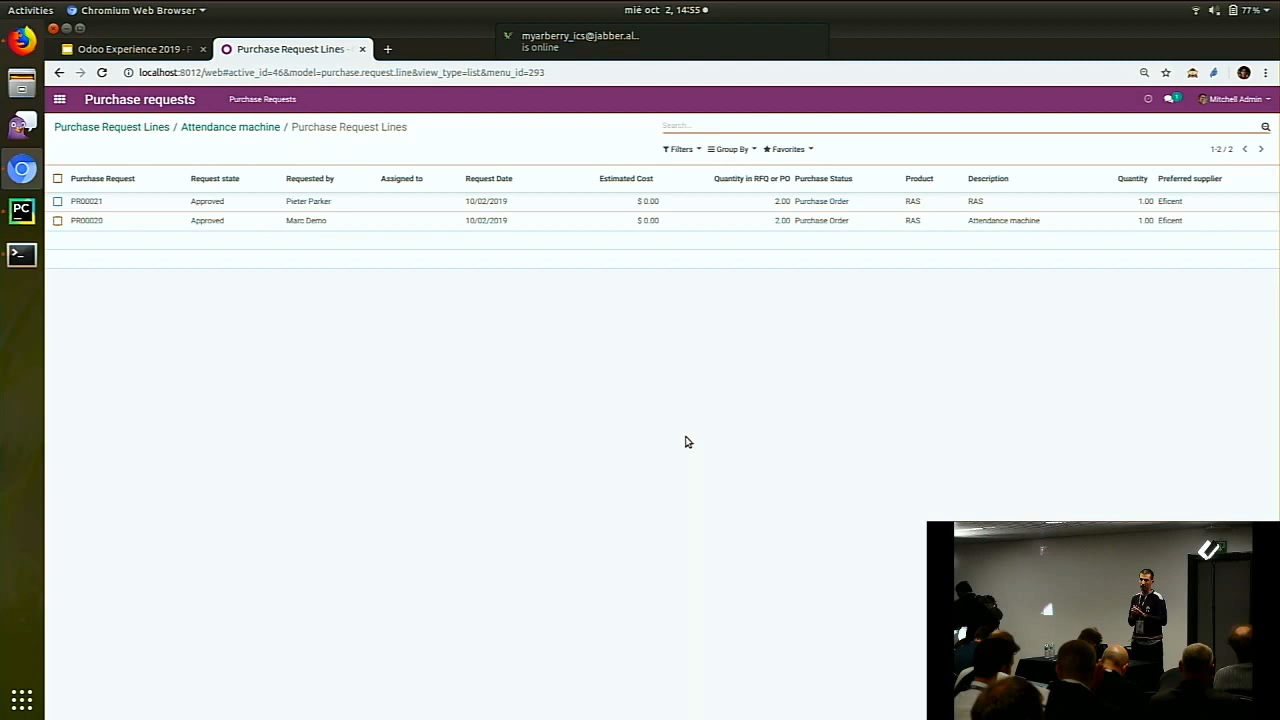 Activities Chromium Web Browser mié oct 2, 14:55 77 %
myarberry_ics@jabber.al..
is online
Odoo Experience 2019 - P Purchase Request Lines -
localhost:8012/web#active_id=46&model=purchase.request.line&view_type=list&menu_id=293
Purchase requests Purchase Requests 1 Mitchell Admin
Purchase Request Lines / Attendance machine / Purchase Request Lines Search...
Filters Group By Favorites 1-2 / 2
Purchase Request Request state Requested by Assigned to Request Date Estimated Cost Quantity in RFQ or PO Purchase Status Product Description Quantity Preferred supplier
PR00021 Approved Pieter Parker 10/02/2019 $ 0.00 2.00 Purchase Order RAS RAS 1.00 Eficent
PR00020 Approved Marc Demo 10/02/2019 $ 0.00 2.00 Purchase Order RAS Attendance machine 1.00 Eficent
PC